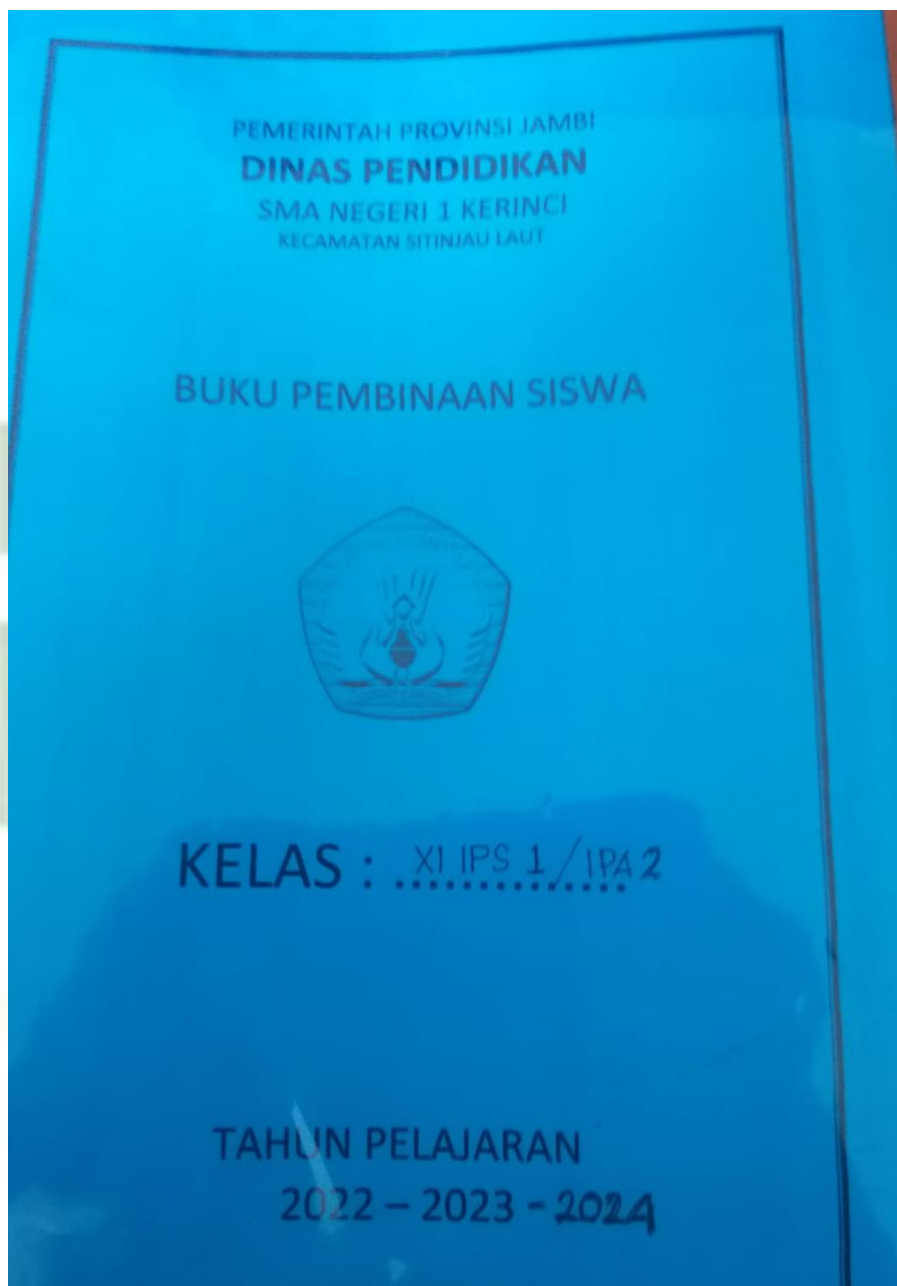 PEMERINTAH PROVINSI JAMBI
DINAS PENDIDIKAN
SMA NEGERI 1 KERINCI
KECAMATAN SITINJAU LAUT
BUKU PEMBINAAN SISWA
KELAS : XI IPS 1/IPA 2
TAHUN PELAJARAN
2022 – 2023 - 2024